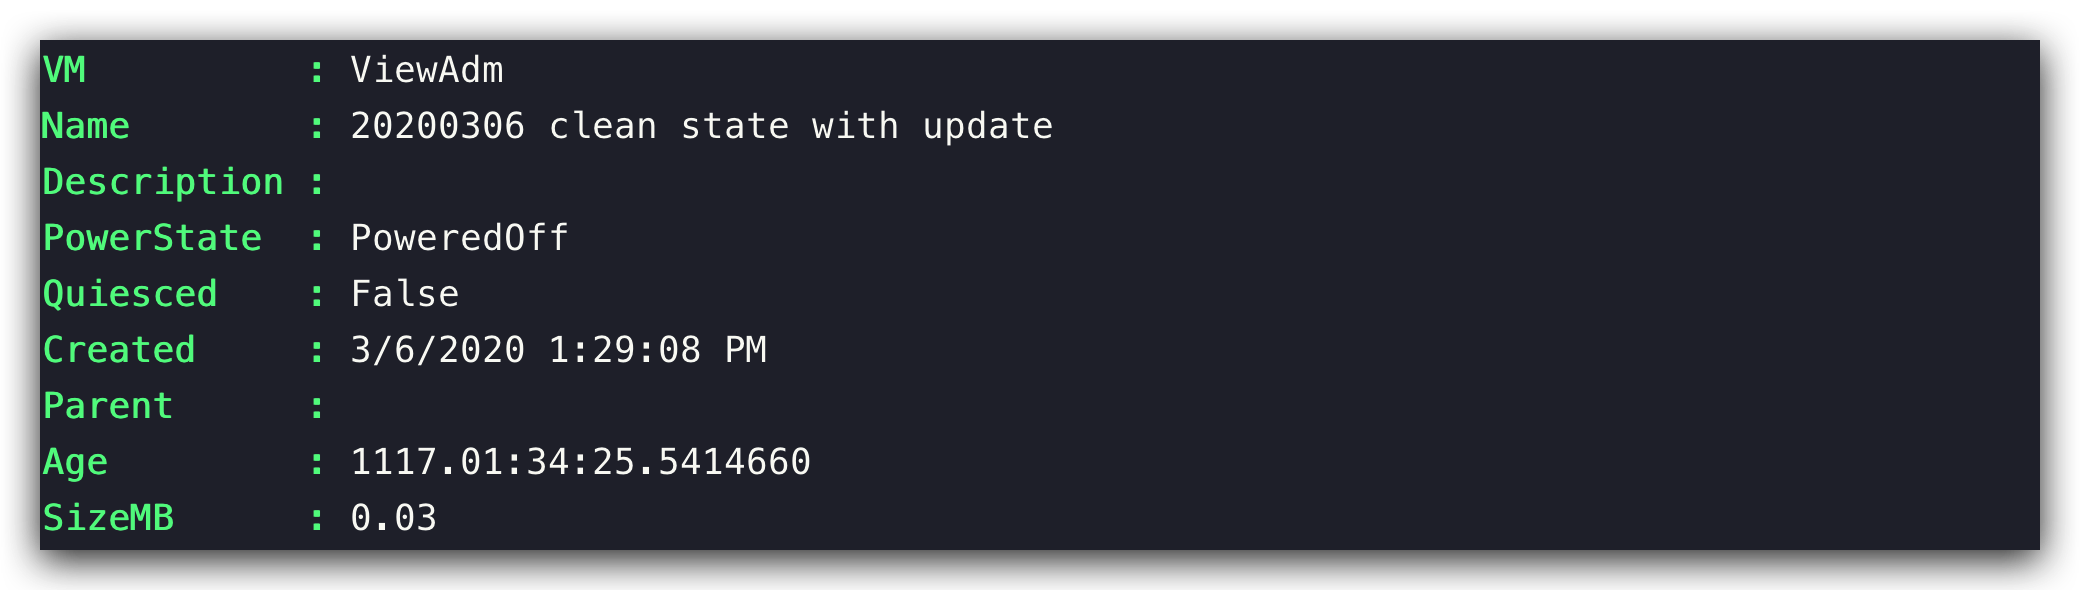 VM          : ViewAdm
Name        : 20200306 clean state with update
Description :
PowerState  : PoweredOff
Quiesced    : False
Created     : 3/6/2020 1:29:08 PM
Parent      :
Age         : 1117.01:34:25.5414660
SizeMB      : 0.03